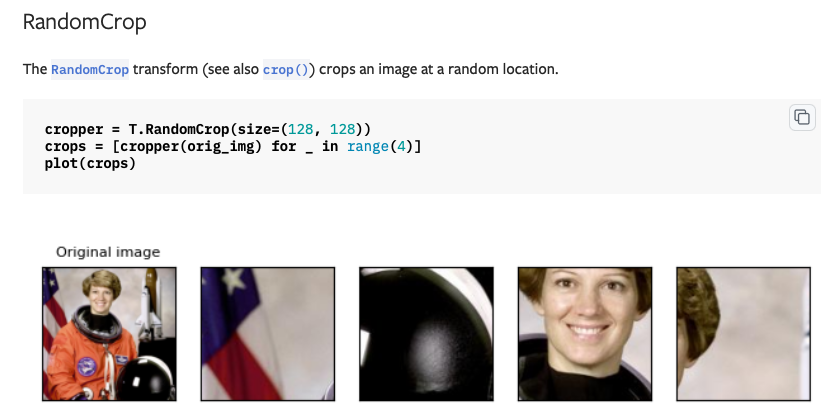 RandomCrop
The RandomCrop transform (see also crop()) crops an image at a random location.
cropper = T.RandomCrop(size=(128, 128))
crops = [cropper(orig_img) for _ in range(4)]
plot(crops)
Original image